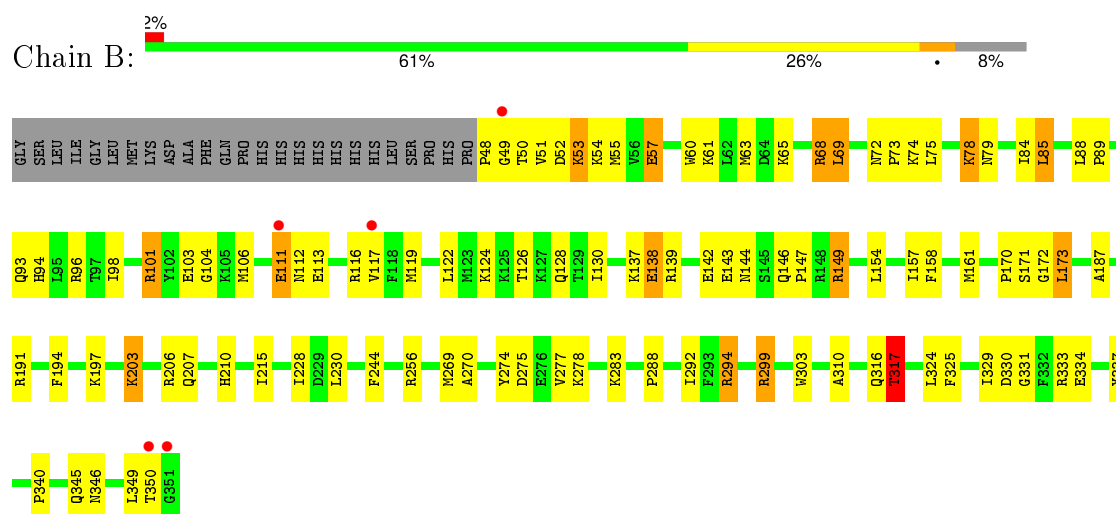 2%
Chain B:
61% 26% • 8%
GLY SER LEU ILE GLY LEU MET LYS ASP ALA PHE GLN PRO HIS HIS HIS HIS HIS HIS LEU SER PRO HIS PRO P48 G49 T50 V51 D52 K53 K54 M55 V56 E57 W60 K61 L62 M63 D64 K65 R68 L69 N72 P73 K74 L75 K78 N79 I84 L85 L88 P89
Q93 H94 L95 R96 T97 I98 R101 Y102 E103 G104 K105 M106 E111 N112 E113 R116 V117 F118 M119 L122 M123 K124 K125 T126 K127 Q128 T129 I130 K137 E138 R139 E142 E143 N144 S145 Q146 P147 R148 R149 L154 I157 F158 M161 P170 S171 G172 L173 A187
R191 F194 K197 K203 R206 Q207 H210 I215 I228 D229 L230 F244 R256 M269 A270 Y274 D275 E276 V277 K278 K283 P288 I292 F293 R294 R299 W303 A310 Q316 T317 L324 F325 I329 D330 G331 F332 R333 E334
P340 Q345 N346 L349 T350 G351